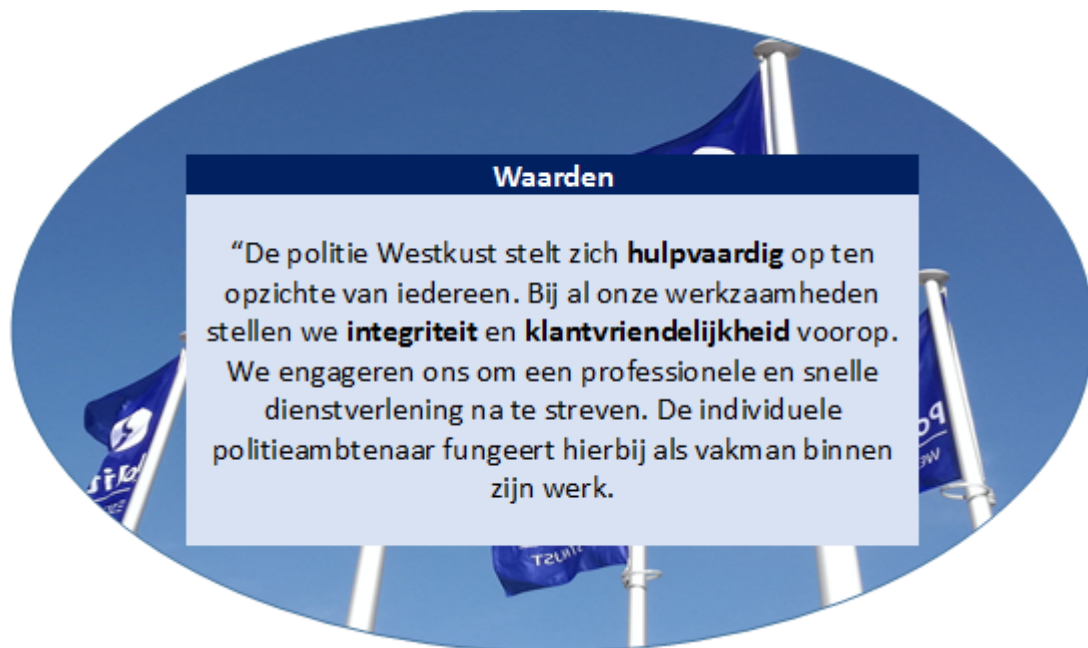 Waarden
“De politie Westkust stelt zich hulpvaardig op ten
opzichte van iedereen. Bij al onze werkzaamheden
stellen we integriteit en klantvriendelijkheid voorop.
We engageren ons om een professionele en snelle
dienstverlening na te streven. De individuele
politieambtenaar fungeert hierbij als vakman binnen
zijn werk.